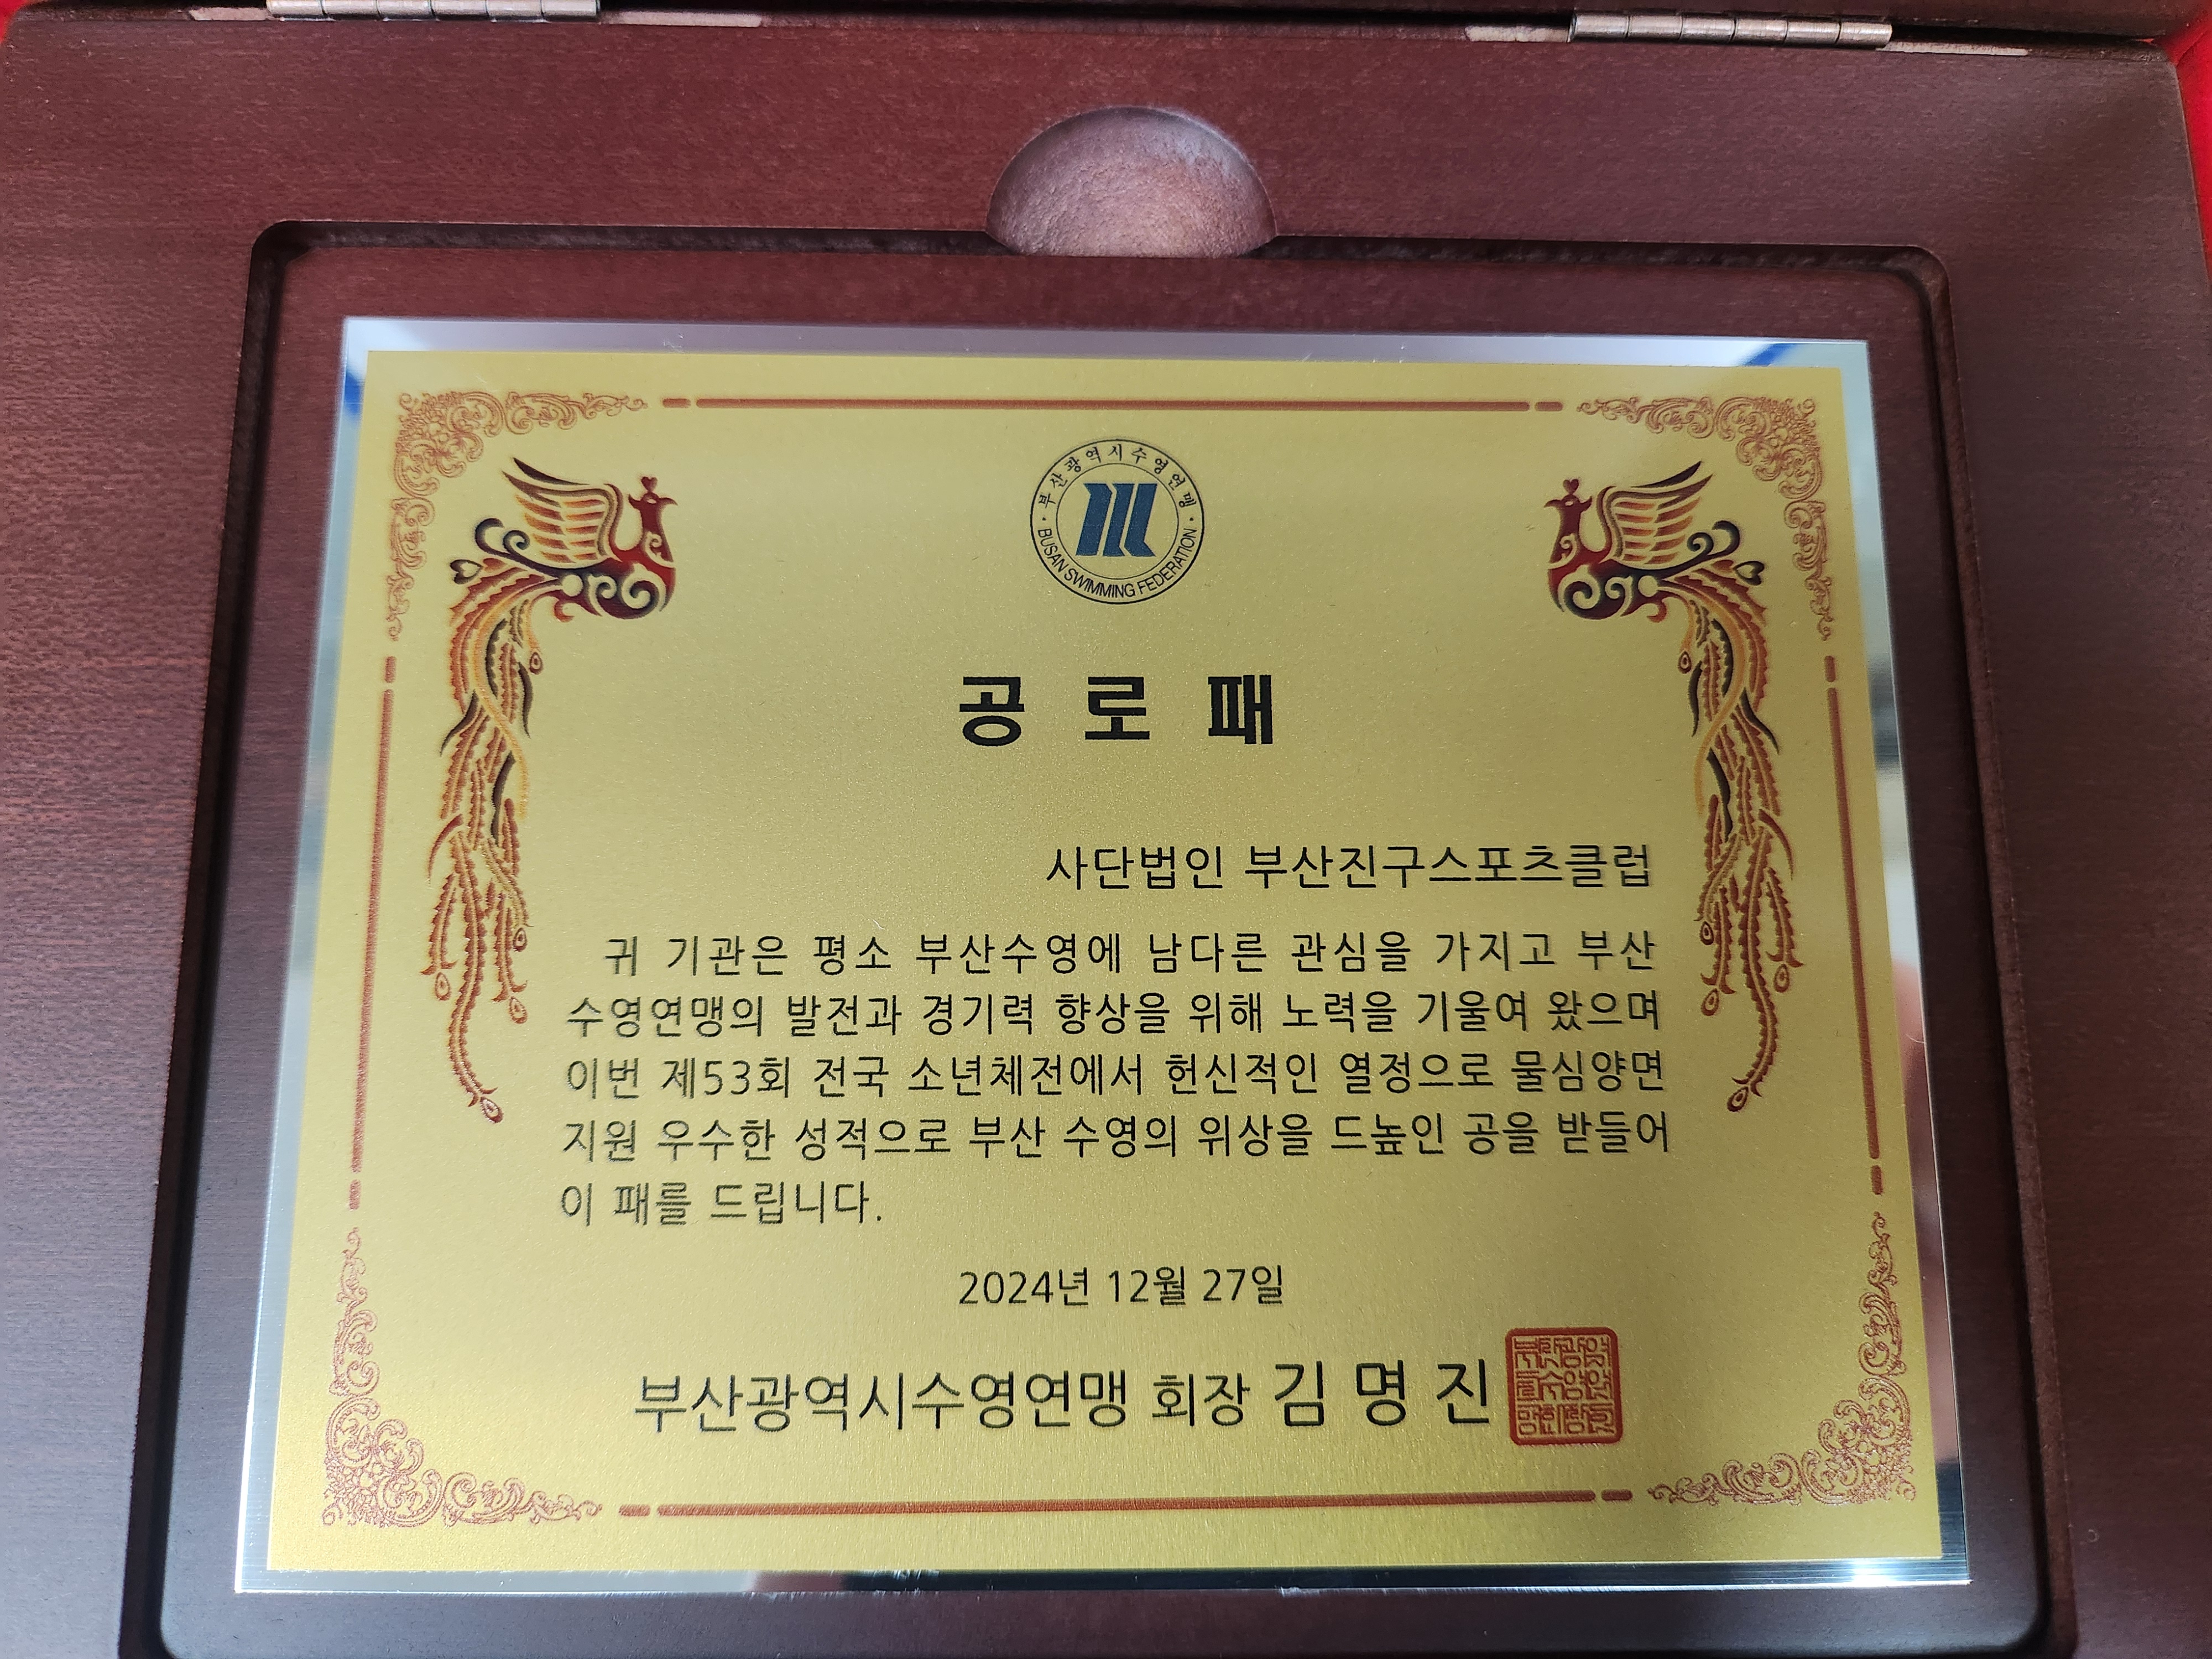 부산광역시수영연맹
BUSAN SWIMMING FEDERATION
공 로 패
사단법인 부산진구스포츠클럽
귀 기관은 평소 부산수영에 남다른 관심을 가지고 부산
수영연맹의 발전과 경기력 향상을 위해 노력을 기울여 왔으며
이번 제53회 전국 소년체전에서 헌신적인 열정으로 물심양면
지원 우수한 성적으로 부산 수영의 위상을 드높인 공을 받들어
이 패를 드립니다.
2024년 12월 27일
부산광역시수영연맹 회장 김 명 진